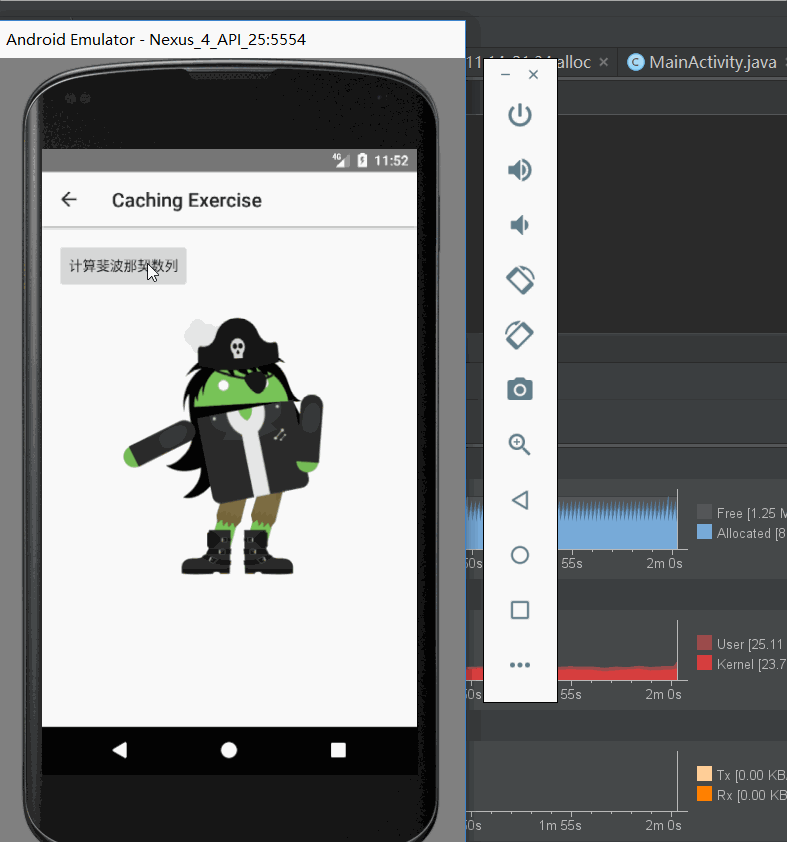 Android Emulator - Nexus_4_API_25:5554
alloc
MainActivity.java
4G
11:52
Caching Exercise
计算斐波那契数列
Free [1.25 M
Allocated [8
50s
55s
2m 0s
User [25.11
Kernel [23.7
50s
55s
2m 0s
Tx [0.00 KB
Rx [0.00 KB
50s
1m 55s
2m 0s